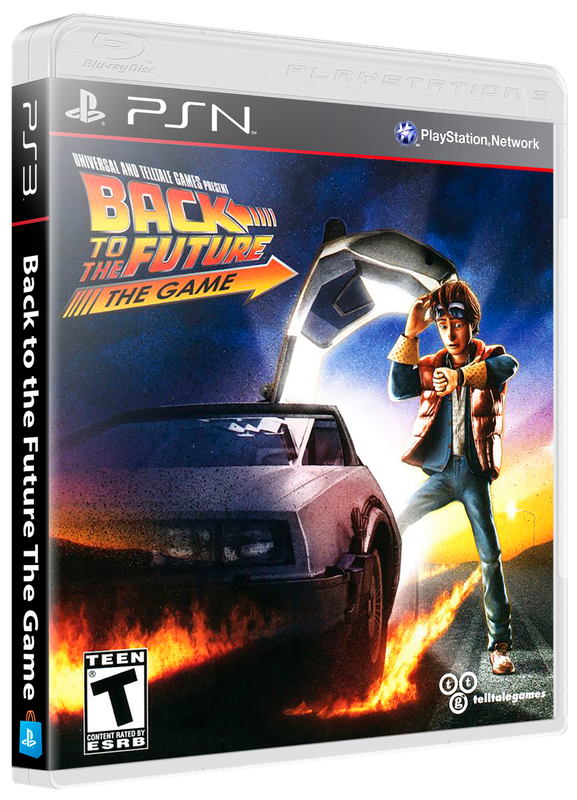 Blu-ray Disc
PLAYSTATION 3
PS3
PSN
PlayStation Network
Back to the Future The Game
UNIVERSAL AND TELLTALE GAMES PRESENT
BACK
TO THE FUTURE
THE GAME
TEEN
T
CONTENT RATED BY
ESRB
ttg
telltalegames